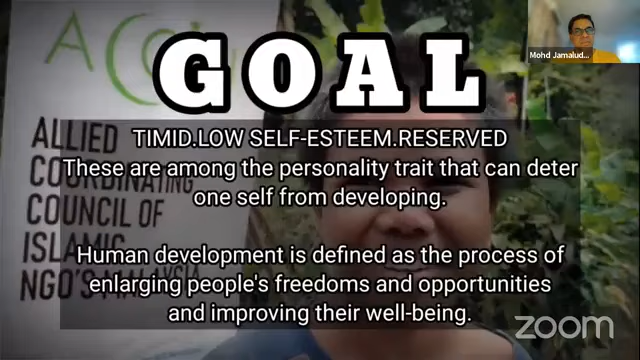 Mohd Jamalud...
GOAL
ALLIED
COORDINATING
COUNCIL OF
ISLAMIC
NGO'S MALAYSIA
TIMID.LOW SELF-ESTEEM.RESERVED
These are among the personality trait that can deter
one self from developing.
Human development is defined as the process of
enlarging people's freedoms and opportunities
and improving their well-being.
zoom